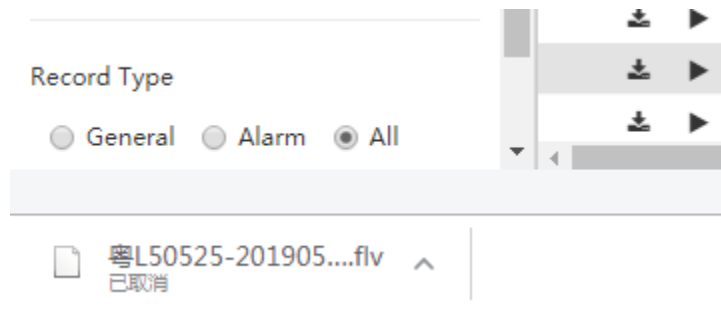 Record Type
General Alarm All
粤L50525-201905....flv
已取消